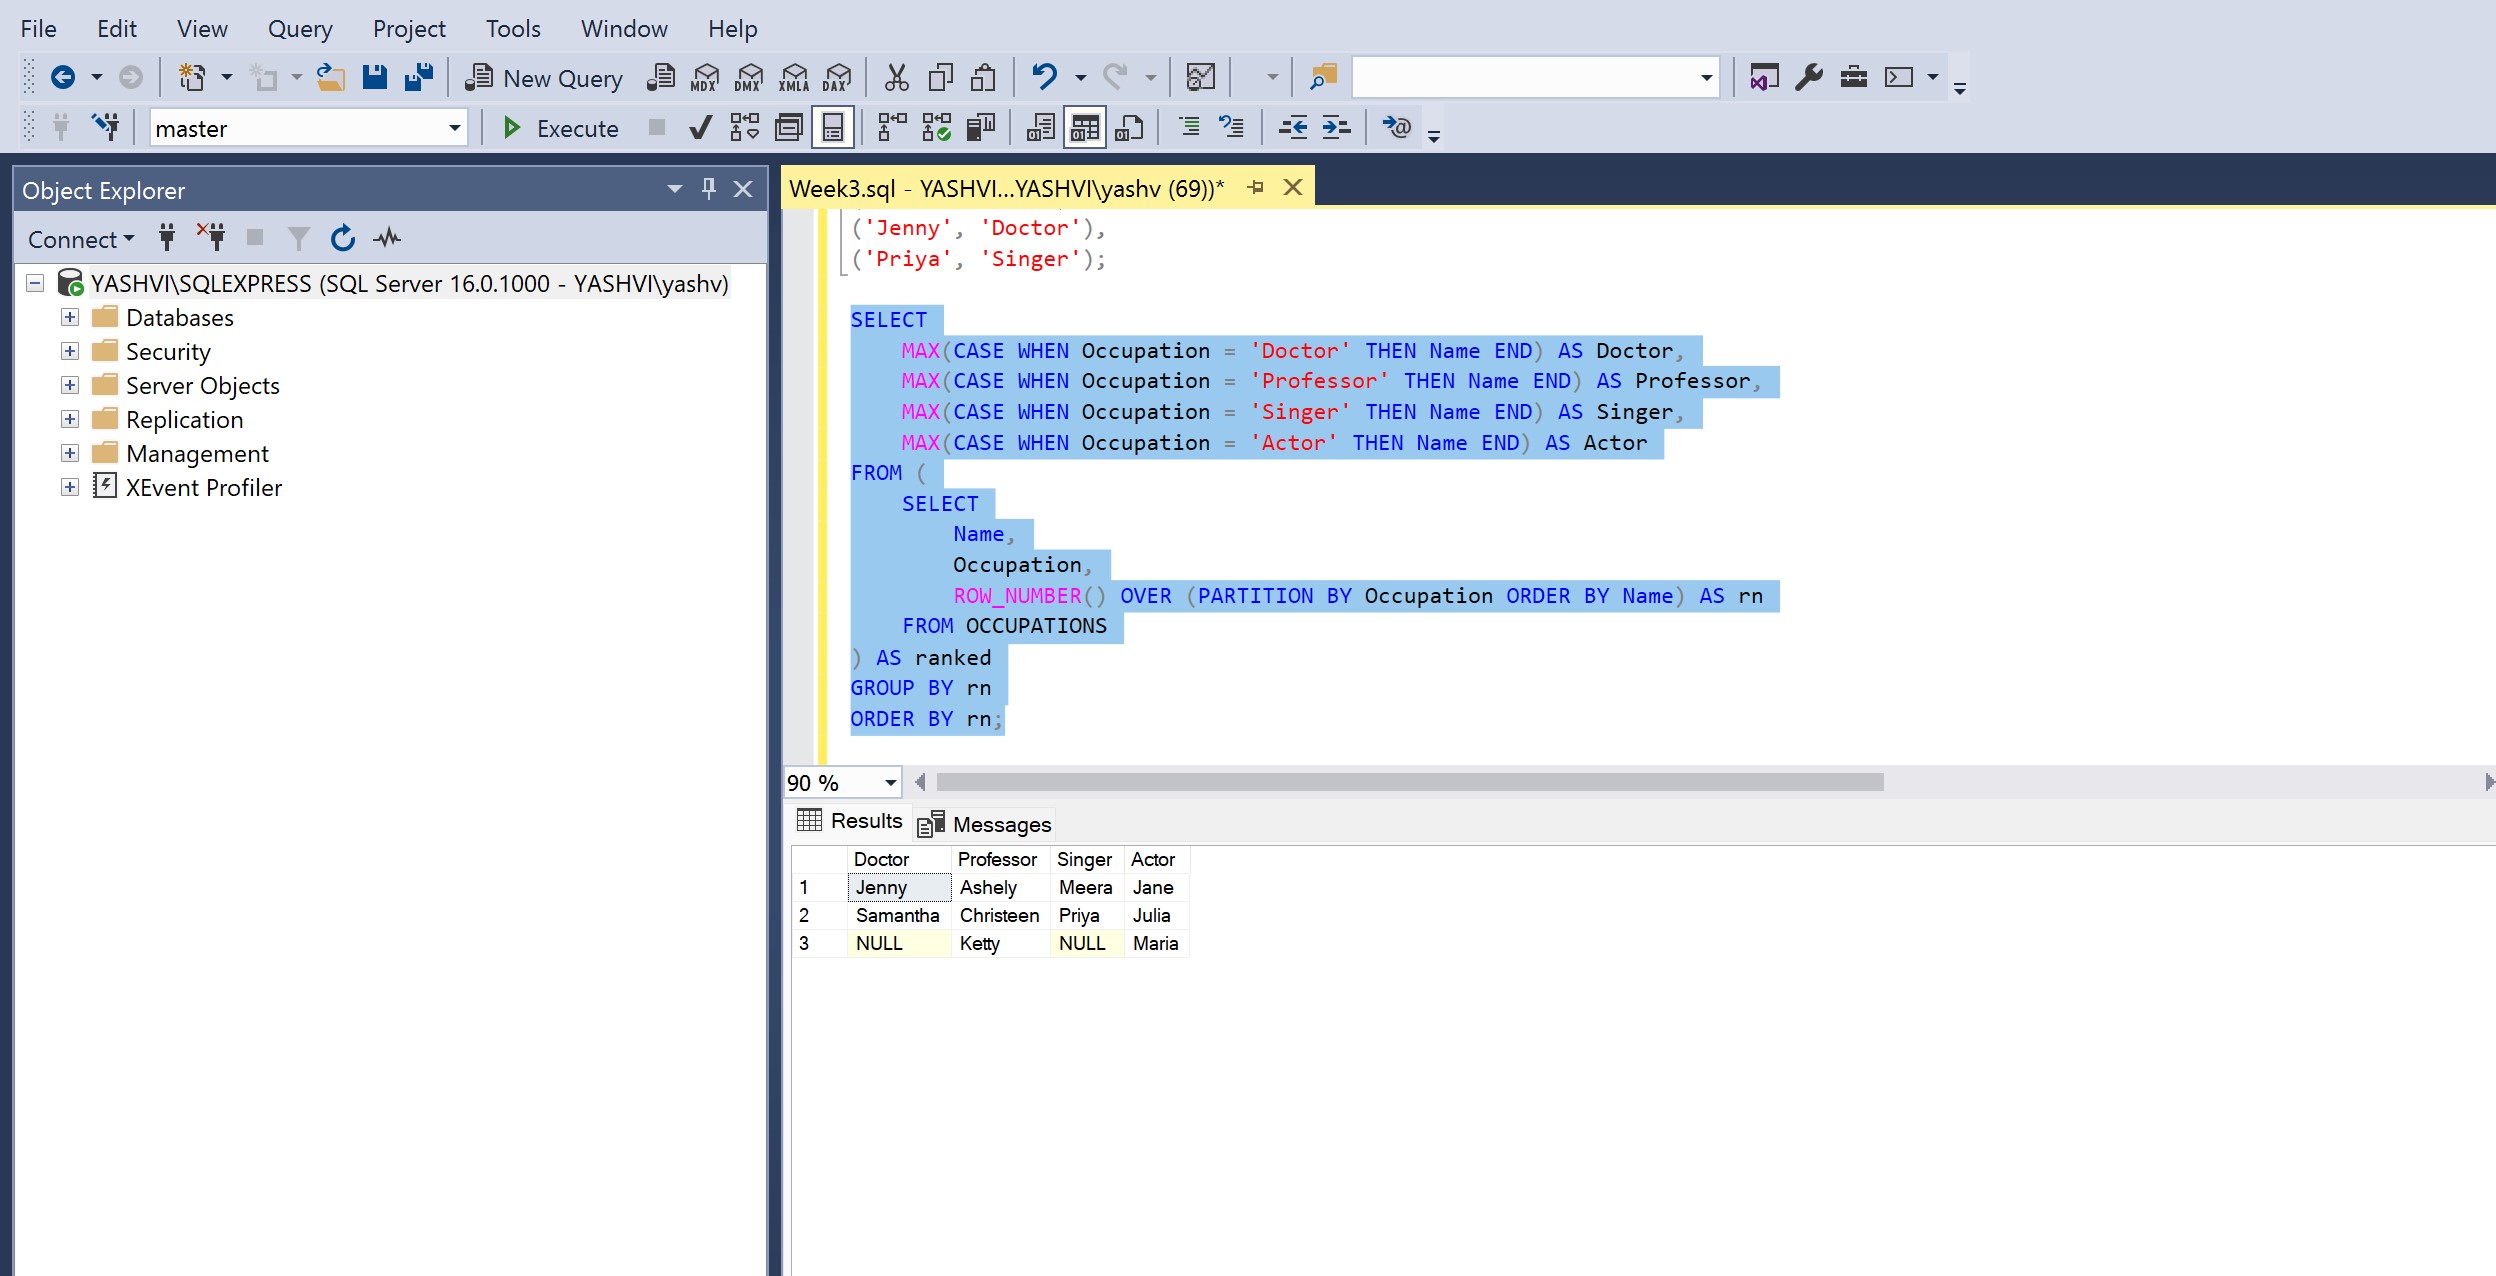 File Edit View Query Project Tools Window Help
New Query MDX DMX XMLA DAX
master Execute
Object Explorer
Connect
YASHVI\SQLEXPRESS (SQL Server 16.0.1000 - YASHVI\yashv)
Databases
Security
Server Objects
Replication
Management
XEvent Profiler
Week3.sql - YASHVI...YASHVI\yashv (69))*
('Jenny', 'Doctor'),
('Priya', 'Singer');
SELECT
MAX(CASE WHEN Occupation = 'Doctor' THEN Name END) AS Doctor,
MAX(CASE WHEN Occupation = 'Professor' THEN Name END) AS Professor,
MAX(CASE WHEN Occupation = 'Singer' THEN Name END) AS Singer,
MAX(CASE WHEN Occupation = 'Actor' THEN Name END) AS Actor
FROM (
SELECT
Name,
Occupation,
ROW_NUMBER() OVER (PARTITION BY Occupation ORDER BY Name) AS rn
FROM OCCUPATIONS
) AS ranked
GROUP BY rn
ORDER BY rn;
90 %
Results Messages
Doctor Professor Singer Actor
1 Jenny Ashely Meera Jane
2 Samantha Christeen Priya Julia
3 NULL Ketty NULL Maria